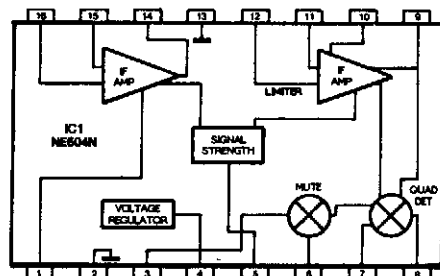 16 15 14 13 12 11 10 9
IF
AMP
IF
AMP
LIMITER
IC1
NE604N
SIGNAL
STRENGTH
MUTE
QUAD
DET
VOLTAGE
REGULATOR
1 2 3 4 5 6 7 8